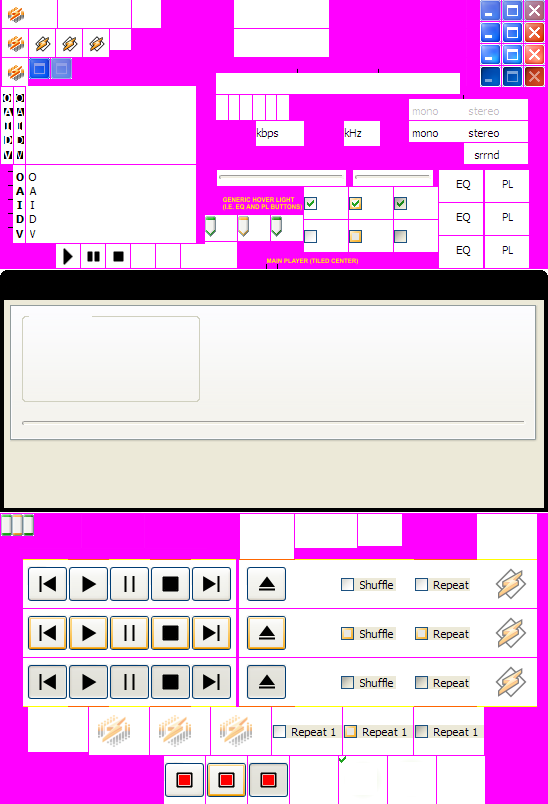 mono stereo
kbps kHz mono stereo
srrnd
O A I D V
O A I D V
O A I D V
O A I D V
EQ PL
GENERIC HOVER LIGHT
(I.E. EQ AND PL BUTTONS)
EQ PL
EQ PL
MAIN PLAYER (TILED CENTER)
Shuffle Repeat
Shuffle Repeat
Shuffle Repeat
Repeat 1 Repeat 1 Repeat 1